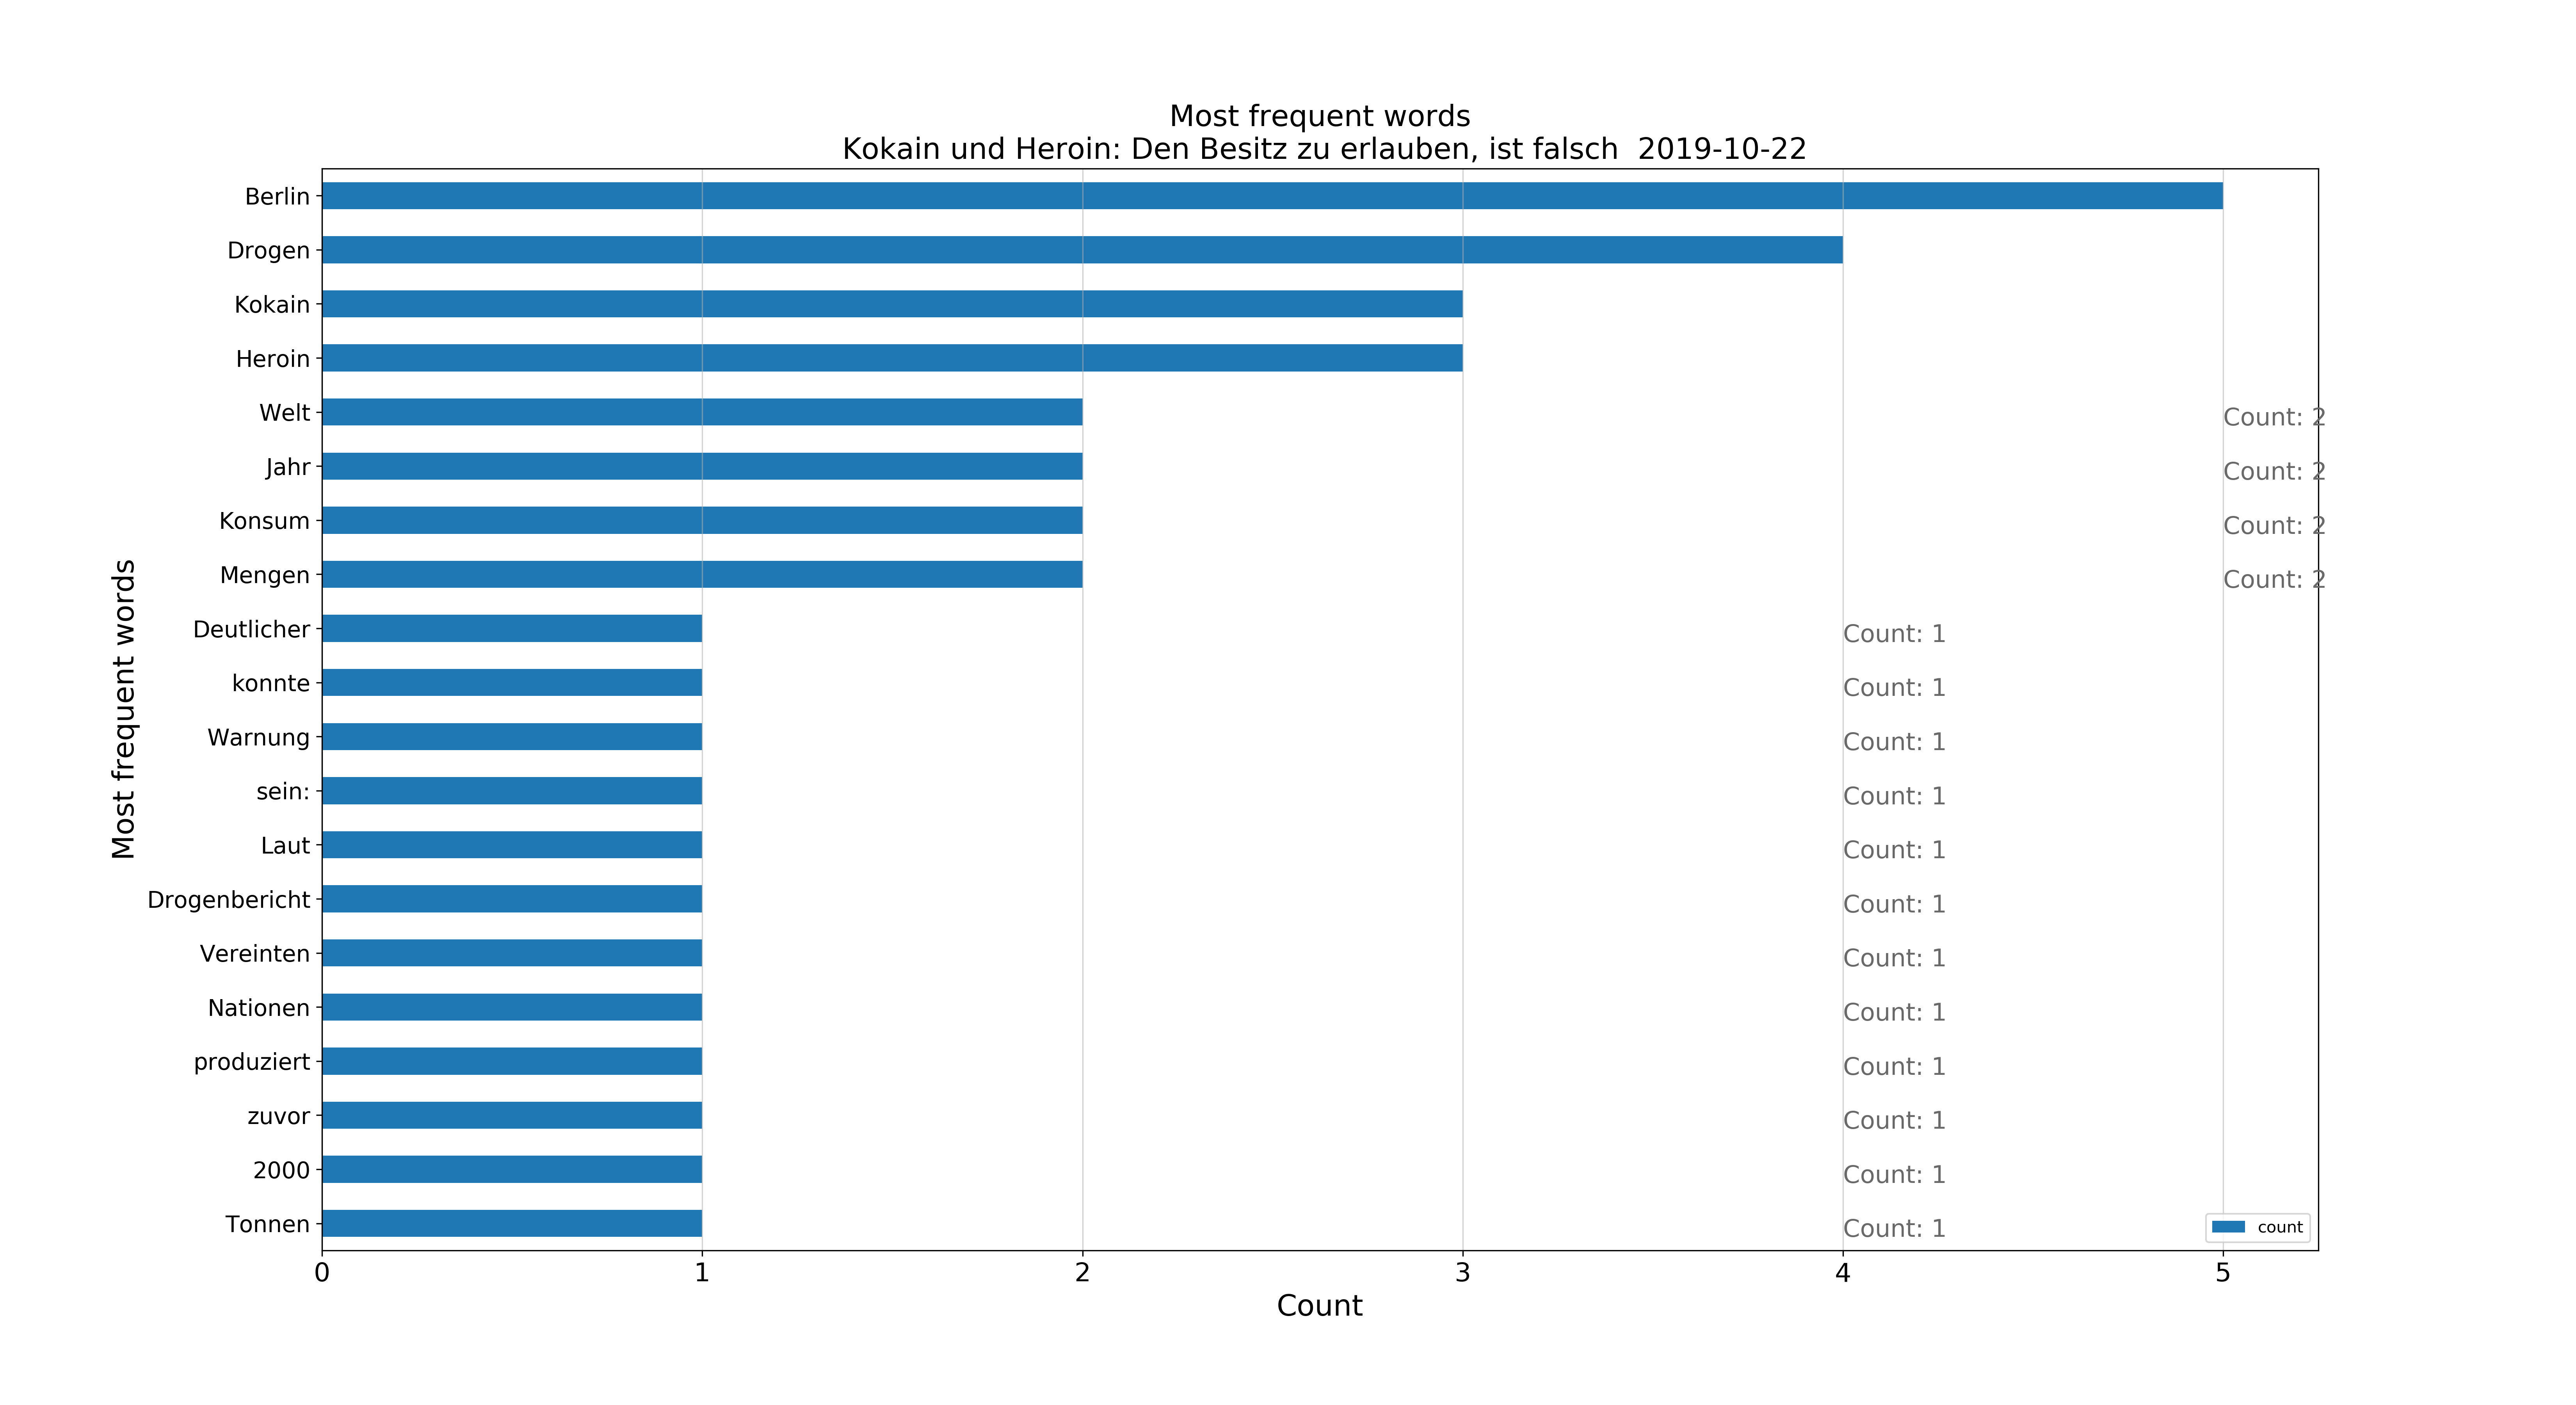 Most frequent words
Kokain und Heroin: Den Besitz zu erlauben, ist falsch  2019-10-22
Berlin
Drogen
Kokain
Heroin
Welt Count: 2
Jahr Count: 2
Konsum Count: 2
Mengen Count: 2
Deutlicher Count: 1
konnte Count: 1
Warnung Count: 1
sein: Count: 1
Laut Count: 1
Drogenbericht Count: 1
Vereinten Count: 1
Nationen Count: 1
produziert Count: 1
zuvor Count: 1
2000 Count: 1
Tonnen Count: 1
count
Most frequent words
0 1 2 3 4 5
Count